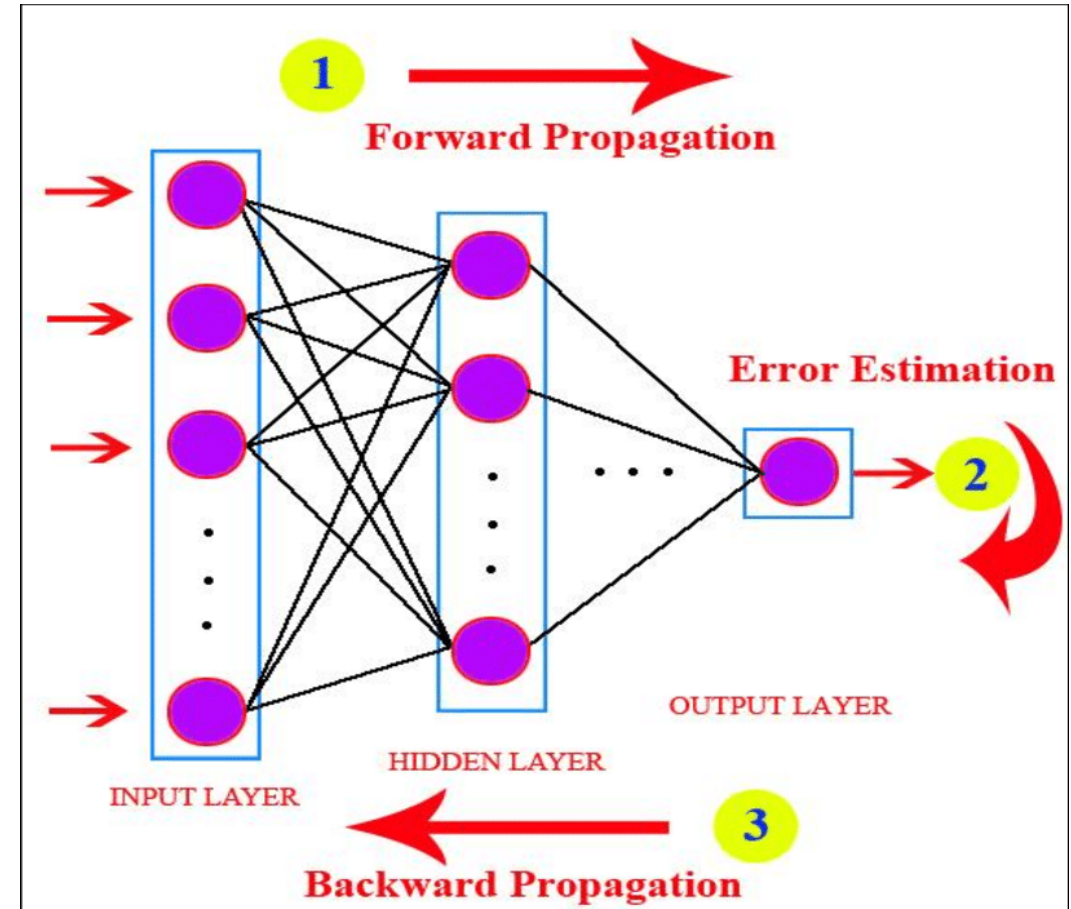 1
Forward Propagation
Error Estimation
2
OUTPUT LAYER
HIDDEN LAYER
INPUT LAYER
3
Backward Propagation